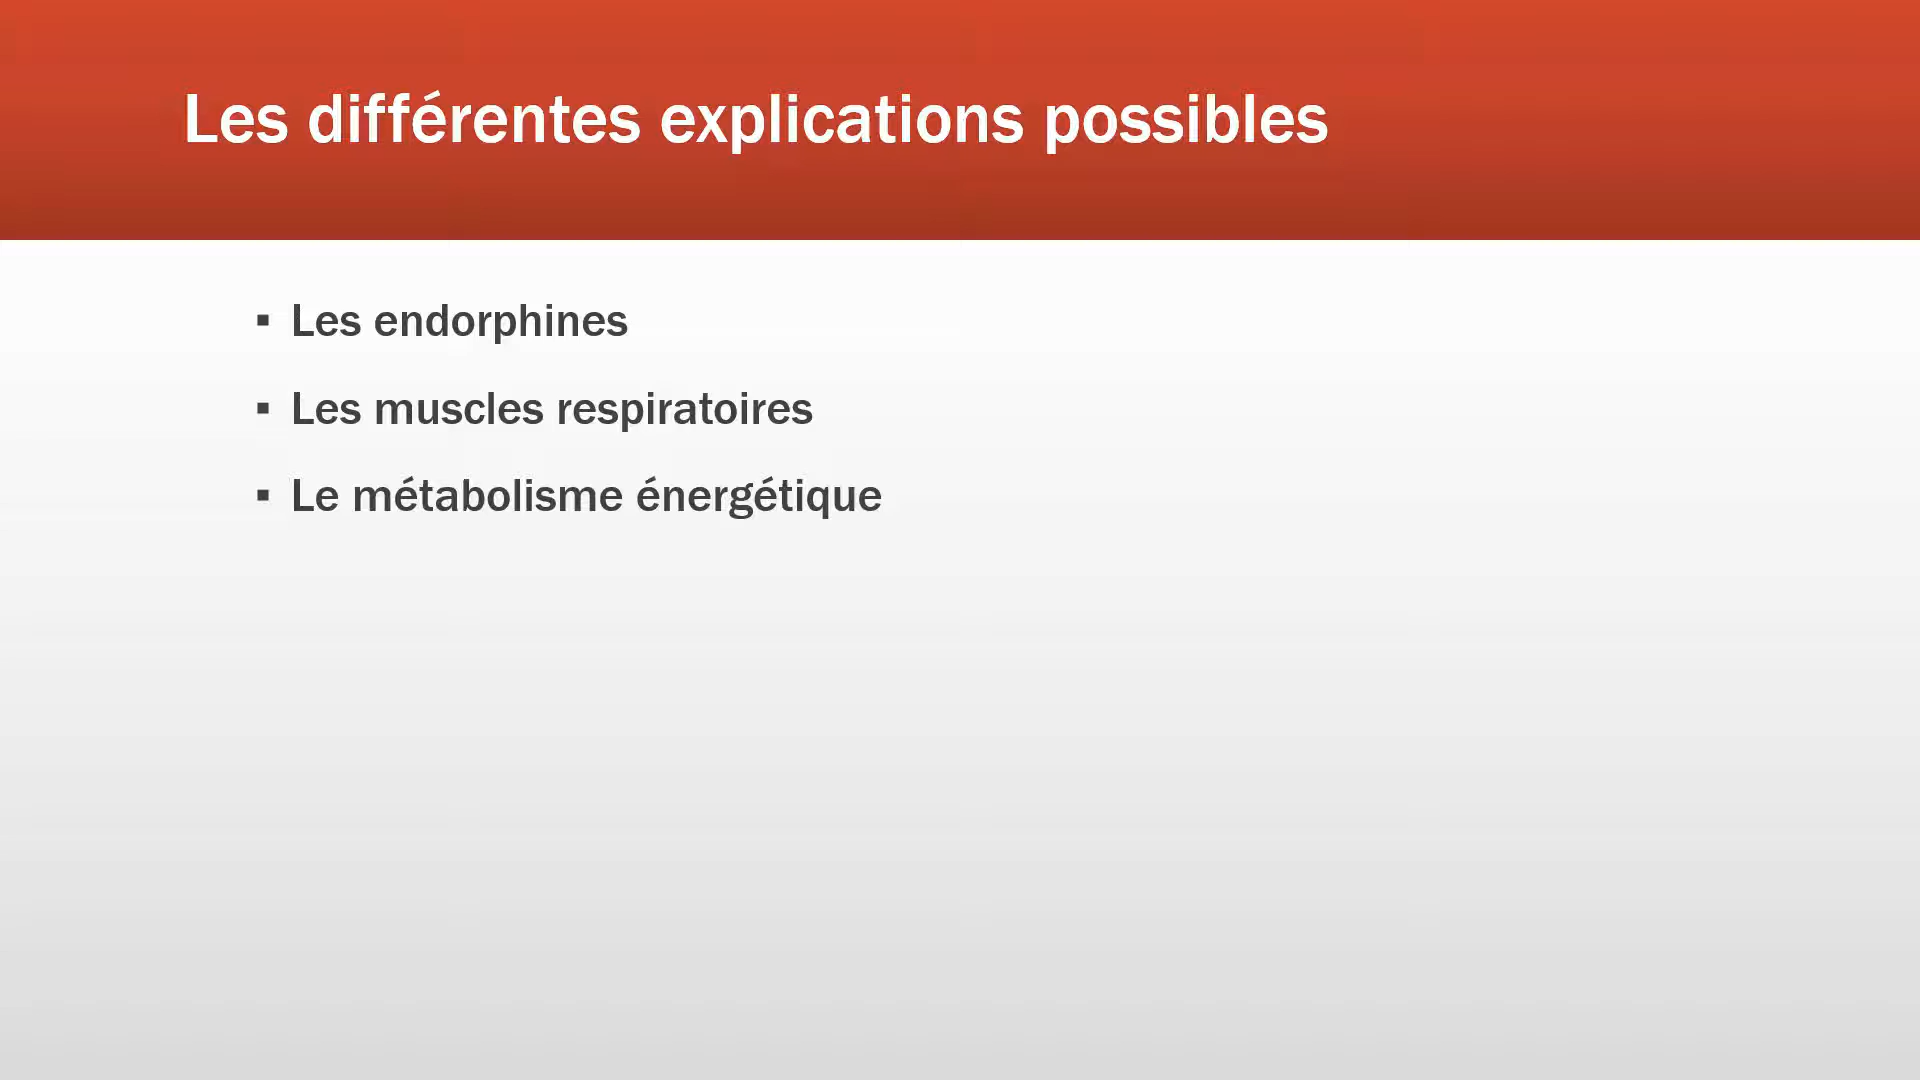 Les différentes explications possibles
▪ Les endorphines
▪ Les muscles respiratoires
▪ Le métabolisme énergétique